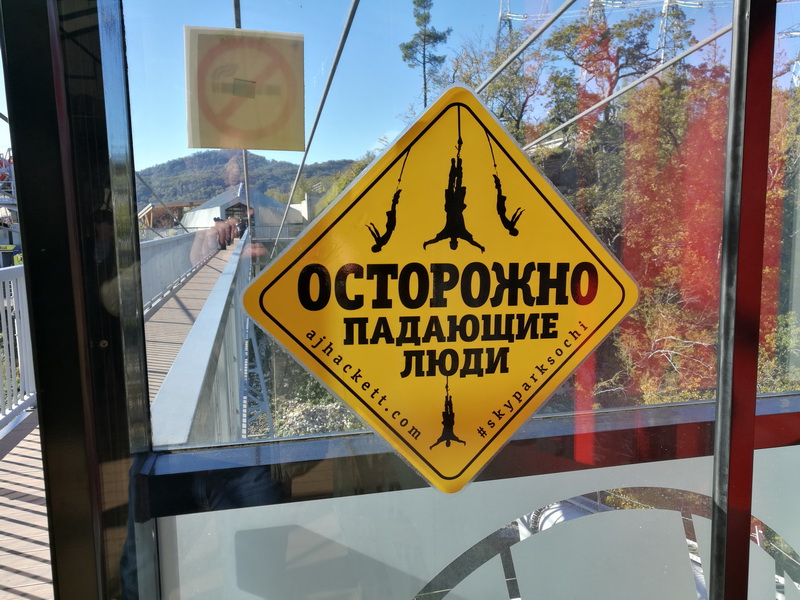 ОСТОРОЖНО
ПАДАЮЩИЕ
ЛЮДИ
ajhackett.com
#skyparksochi